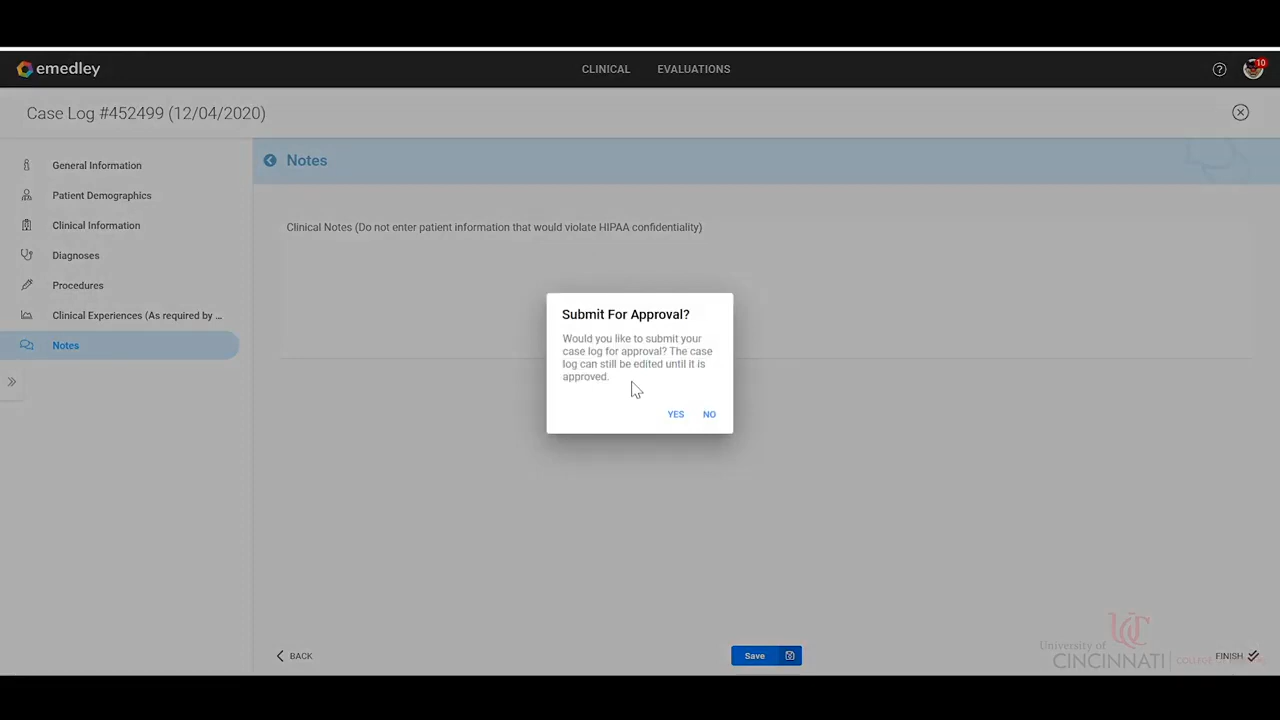 emedley
CLINICAL
EVALUATIONS
10
Case Log #452499 (12/04/2020)
General Information
Patient Demographics
Clinical Information
Diagnoses
Procedures
Clinical Experiences (As required by ...
Notes
Notes
Clinical Notes (Do not enter patient information that would violate HIPAA confidentiality)
Submit For Approval?
Would you like to submit your
case log for approval? The case
log can still be edited until it is
approved.
YES
NO
BACK
Save
FINISH
University of
CINCINNATI